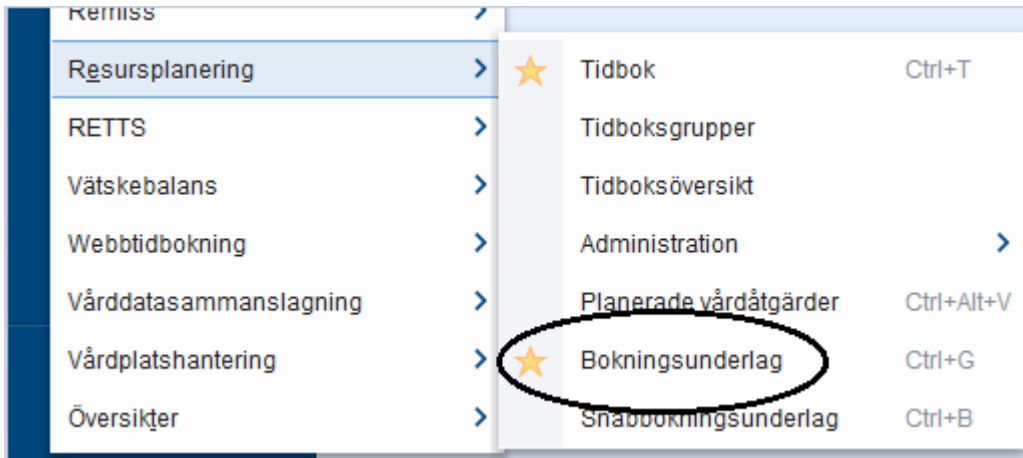 Remiss
Resursplanering
RETTS
Vätskebalans
Webbtidbokning
Vårddatasammanslagning
Vårdplatshantering
Översikter
Tidbok Ctrl+T
Tidboksgrupper
Tidboksöversikt
Administration
Planerade vårdåtgärder Ctrl+Alt+V
Bokningsunderlag Ctrl+G
Snabbokningsunderlag Ctrl+B